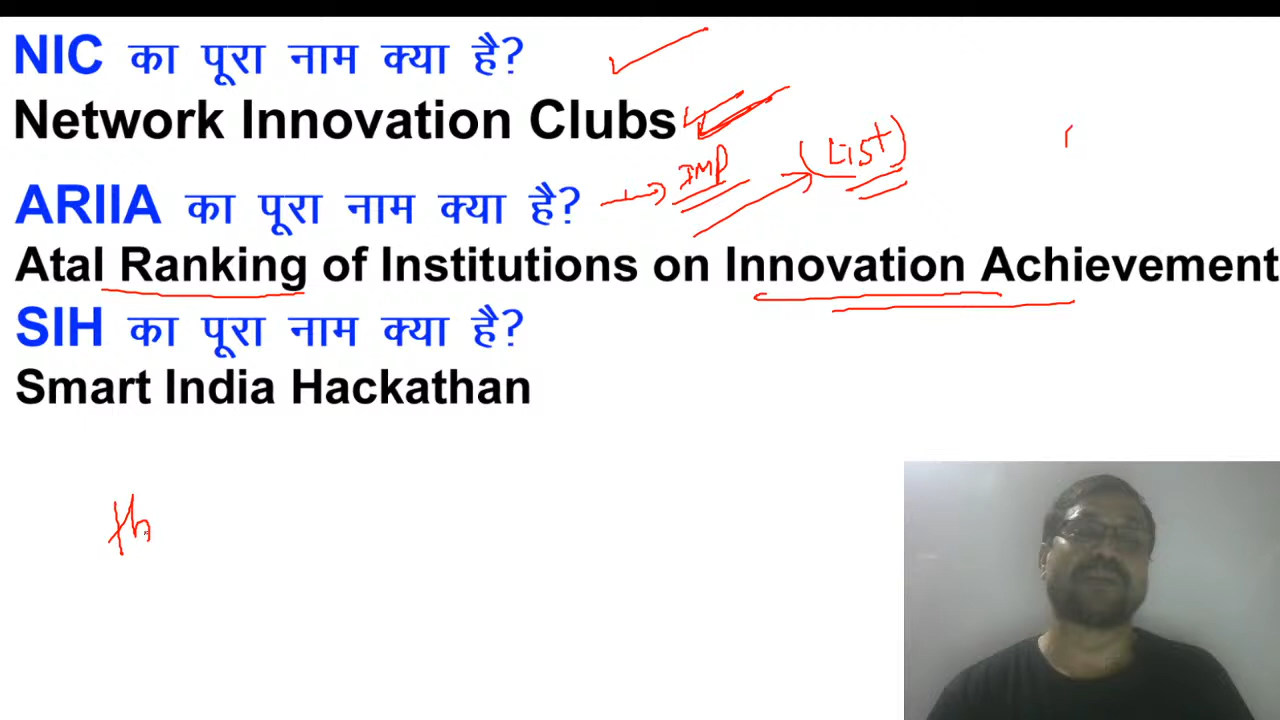 NIC का पूरा नाम क्या है?
Network Innovation Clubs
IMP (List)
ARIIA का पूरा नाम क्या है?
Atal Ranking of Institutions on Innovation Achievement
SIH का पूरा नाम क्या है?
Smart India Hackathan